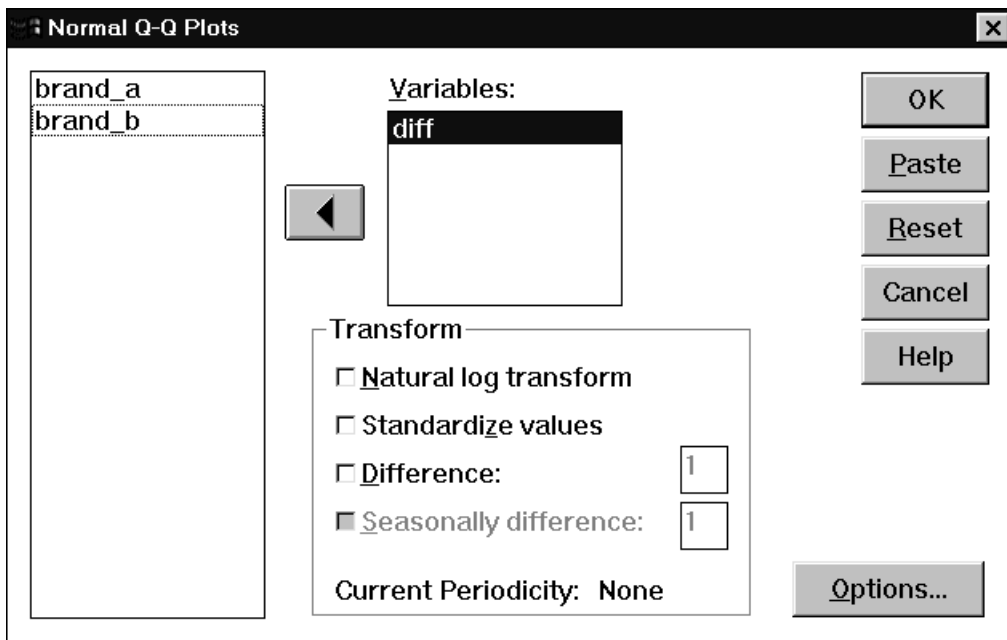 Normal Q-Q Plots
brand_a
brand_b
Variables:
diff
OK
Paste
Reset
Cancel
Help
Transform
Natural log transform
Standardize values
Difference: 1
Seasonally difference: 1
Current Periodicity: None
Options...